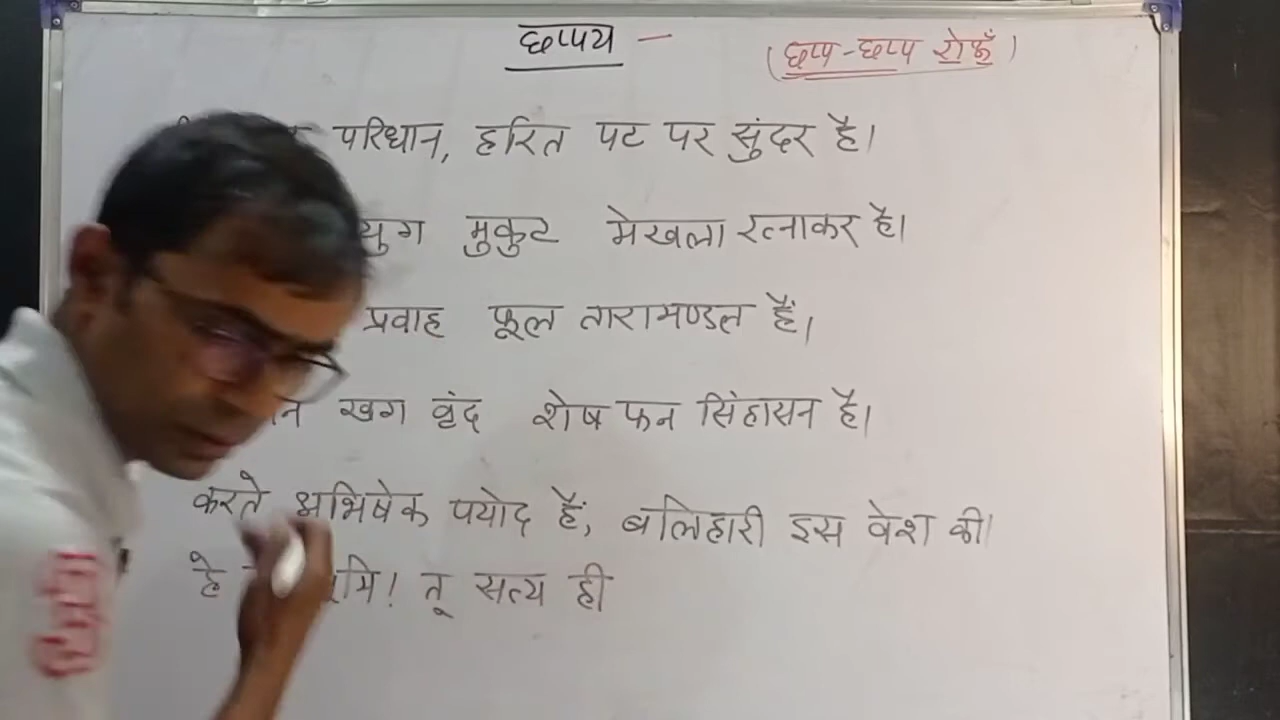 छप्पय -
(छप्प-छप्प रोकूँ)
परिधान, हरित पट पर सुंदर है।
युग मुकुट मेखला रत्नाकर है।
प्रवाह फूल तारामण्डल हैं।
खग वृंद शेष फन सिंहासन है।
करते अभिषेक पयोद हैं, बलिहारी इस वेश की।
हे तू सत्य ही